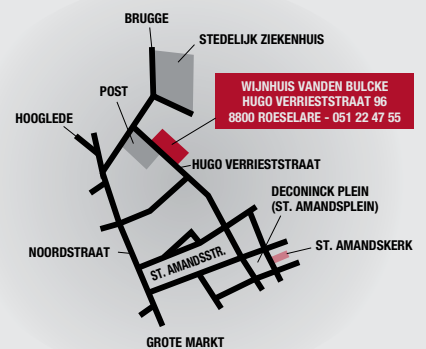 BRUGGE
STEDELIJK ZIEKENHUIS
WIJNHUIS VANDEN BULCKE
HUGO VERRIESTSTRAAT 96
8800 ROESELARE - 051 22 47 55
POST
HOOGLEDE
HUGO VERRIESTSTRAAT
DECONINCK PLEIN
(ST. AMANDSPLEIN)
ST. AMANDSKERK
NOORDSTRAAT
ST. AMANDSSTR.
GROTE MARKT